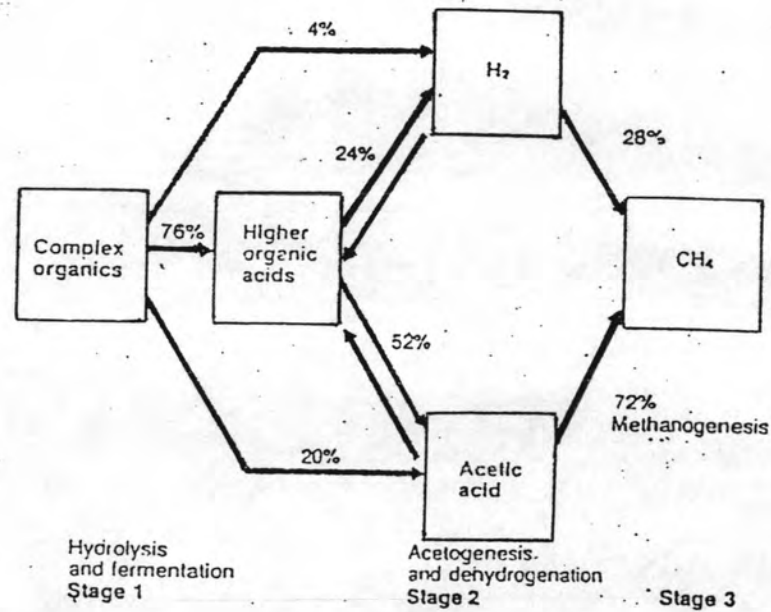 4%
H₂
24%
28%
76%
Complex
organics
Higher
organic
acids
CH₄
52%
72%
Methanogenesis
20%
Acetic
acid
Hydrolysis
and fermentation
Stage 1
Acetogenesis
and dehydrogenation
Stage 2
Stage 3